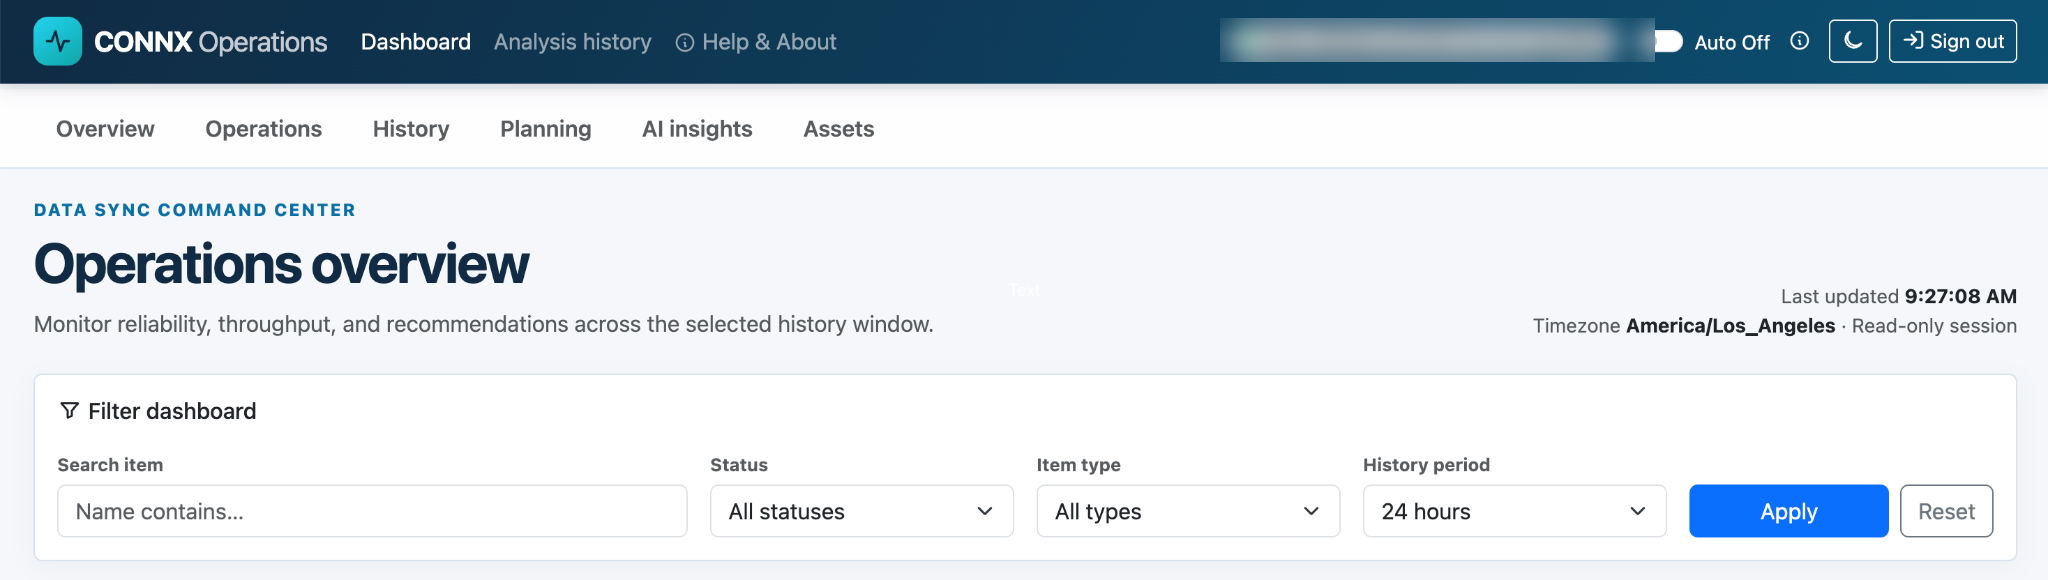 CONNX Operations Dashboard Analysis history Help & About Auto Off Sign out
Overview Operations History Planning AI insights Assets
DATA SYNC COMMAND CENTER
Operations overview
Text
Monitor reliability, throughput, and recommendations across the selected history window.
Last updated 9:27:08 AM
Timezone America/Los_Angeles · Read-only session
Filter dashboard
Search item Status Item type History period
Name contains... All statuses All types 24 hours Apply Reset